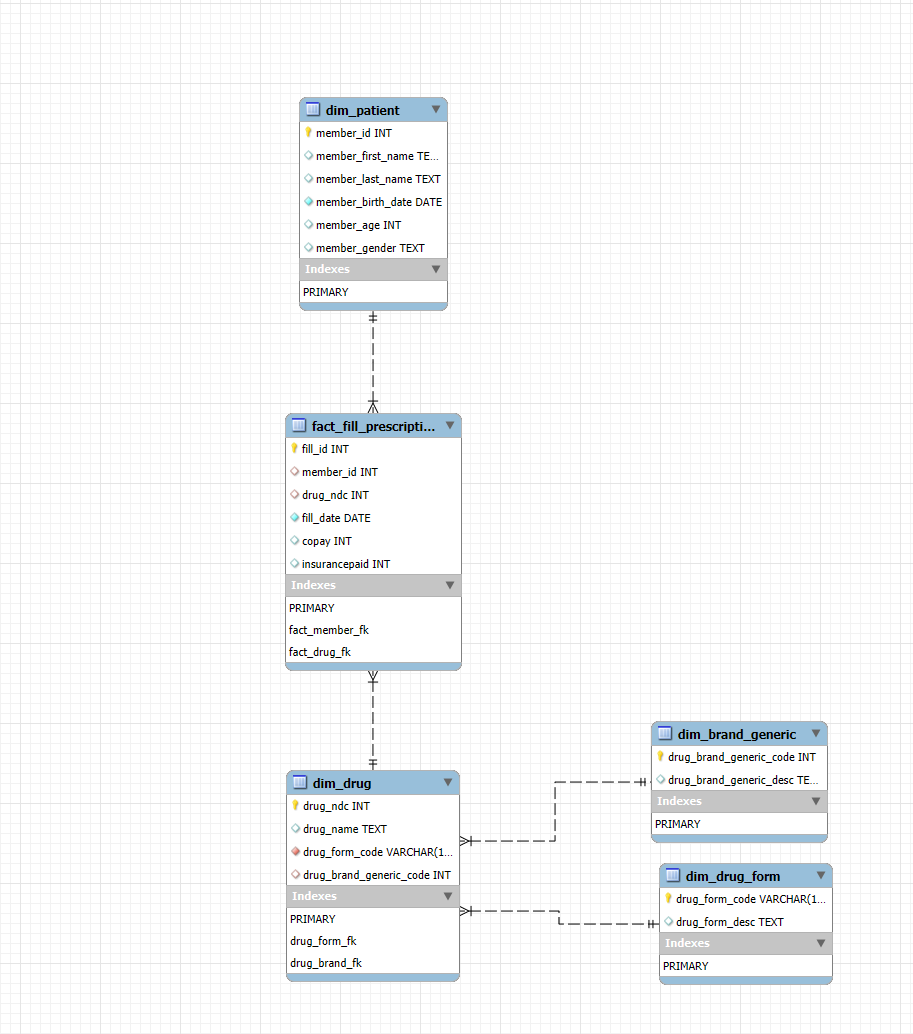 dim_patient
member_id INT
member_first_name TE...
member_last_name TEXT
member_birth_date DATE
member_age INT
member_gender TEXT
Indexes
PRIMARY
fact_fill_prescripti...
fill_id INT
member_id INT
drug_ndc INT
fill_date DATE
copay INT
insurancepaid INT
Indexes
PRIMARY
fact_member_fk
fact_drug_fk
dim_drug
drug_ndc INT
drug_name TEXT
drug_form_code VARCHAR(1...
drug_brand_generic_code INT
Indexes
PRIMARY
drug_form_fk
drug_brand_fk
dim_brand_generic
drug_brand_generic_code INT
drug_brand_generic_desc TE...
Indexes
PRIMARY
dim_drug_form
drug_form_code VARCHAR(1...
drug_form_desc TEXT
Indexes
PRIMARY